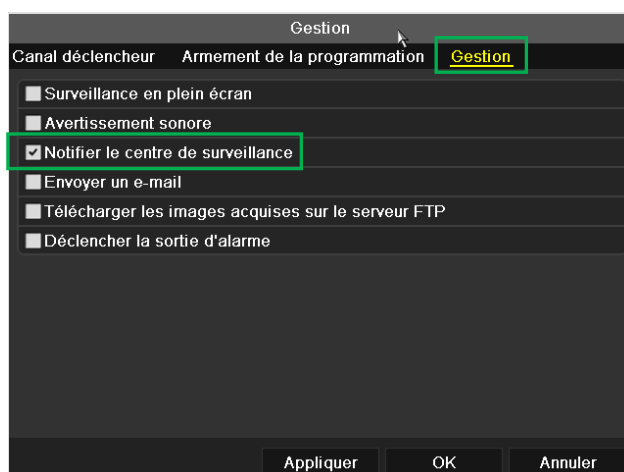 Gestion
Canal déclencheur Armement de la programmation Gestion
Surveillance en plein écran
Avertissement sonore
Notifier le centre de surveillance
Envoyer un e-mail
Télécharger les images acquises sur le serveur FTP
Déclencher la sortie d'alarme
Appliquer OK Annuler